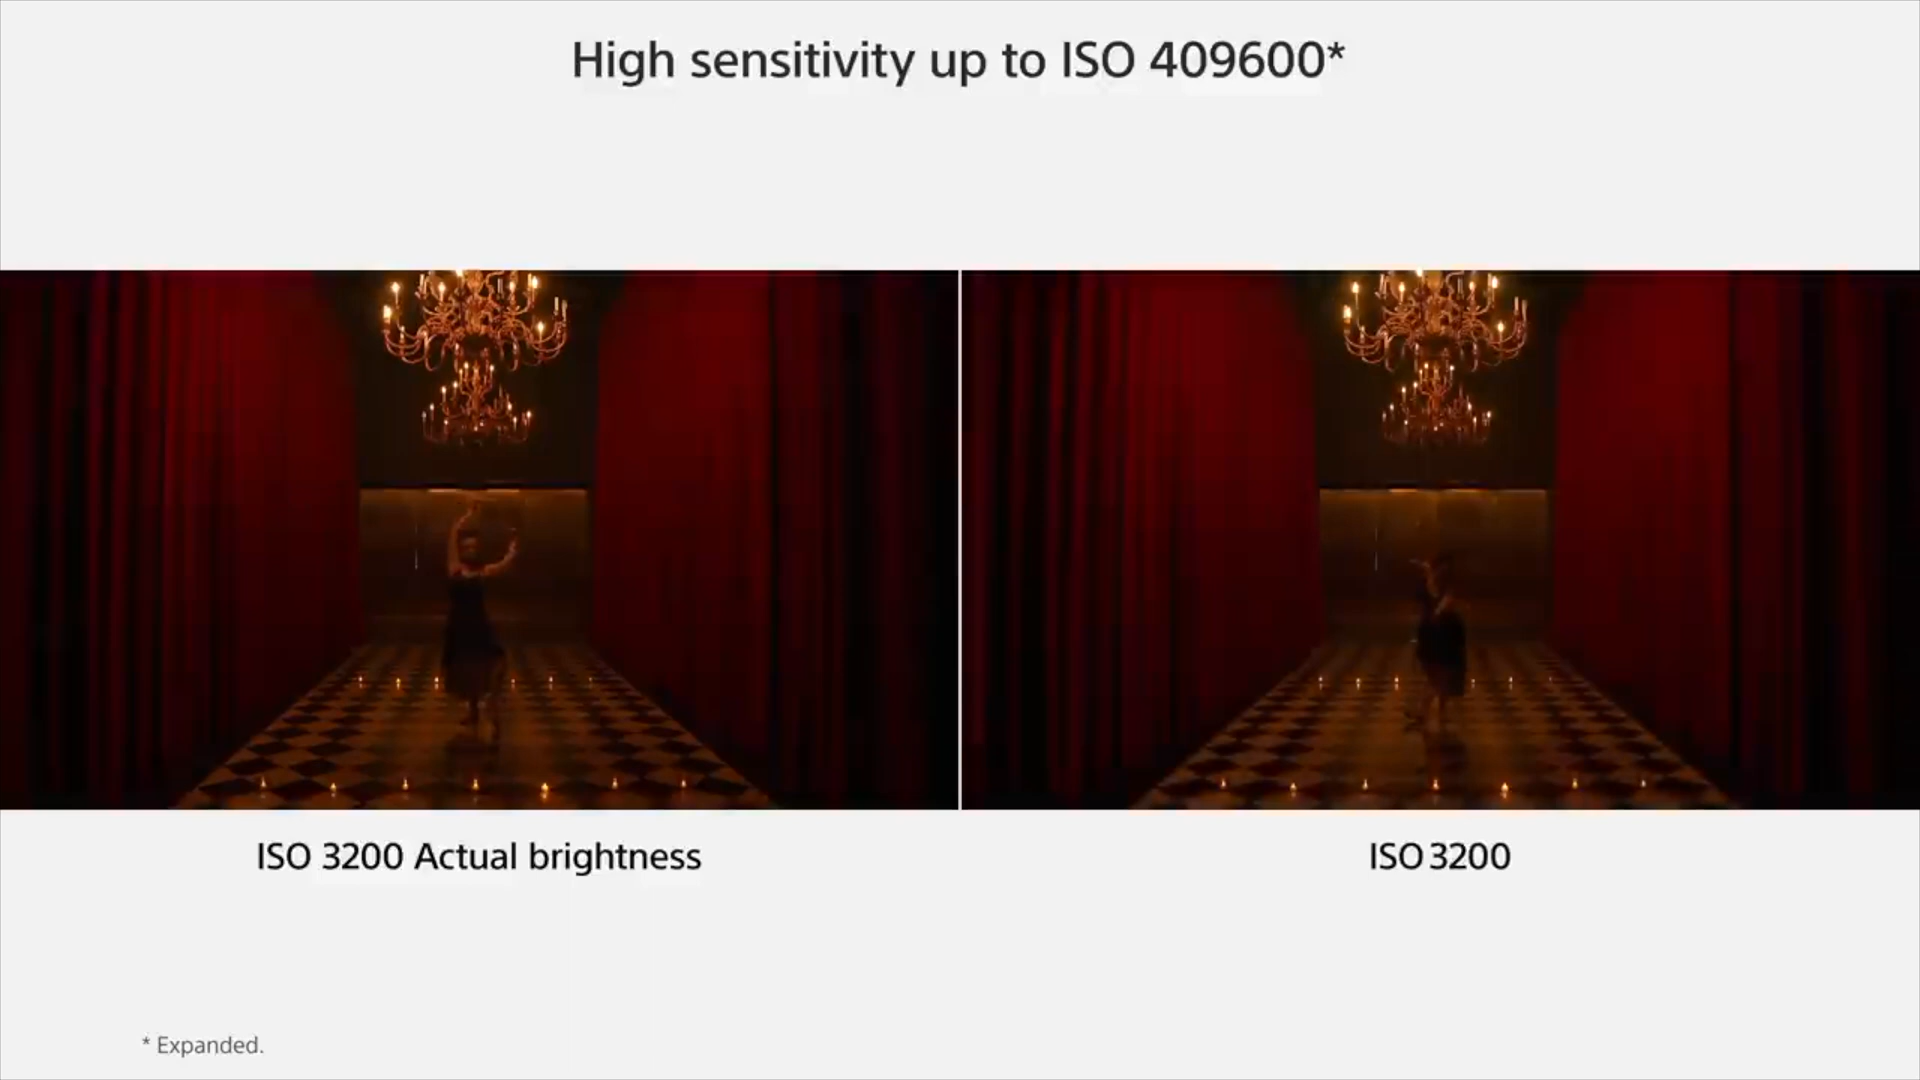 High sensitivity up to ISO 409600*
ISO 3200 Actual brightness
ISO 3200
* Expanded.